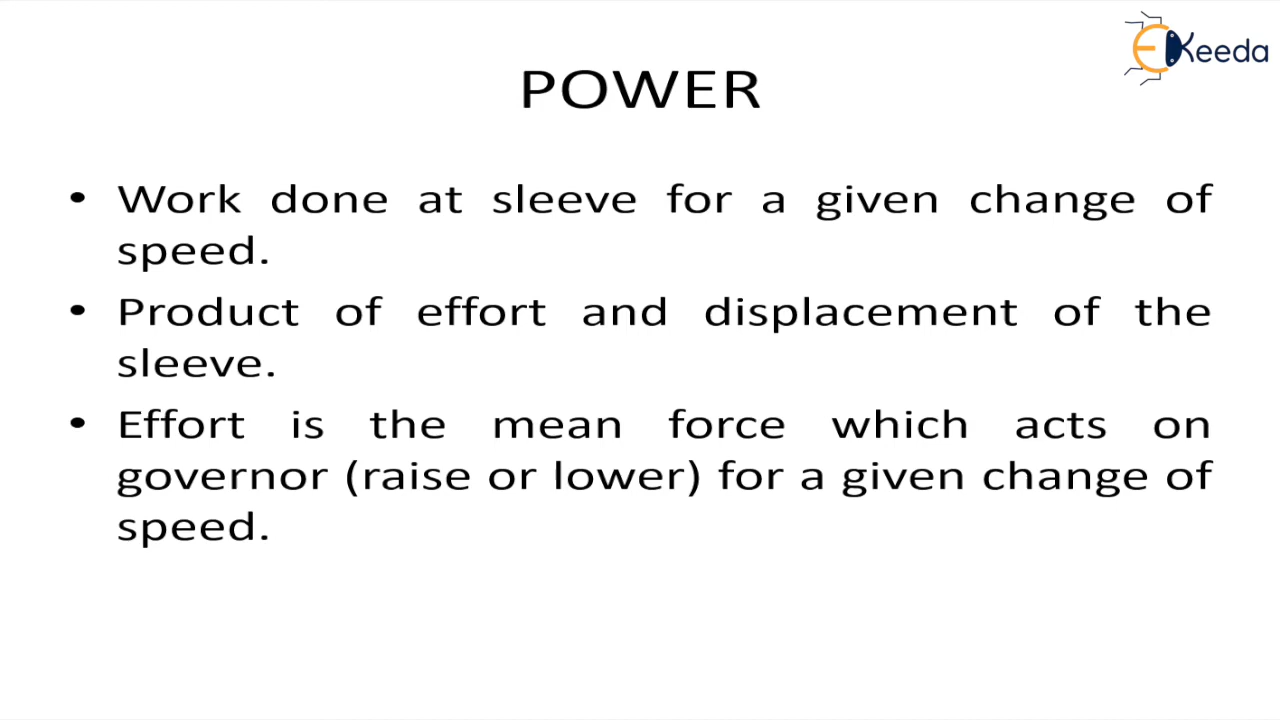 EKeeda
POWER
• Work done at sleeve for a given change of
speed.
• Product of effort and displacement of the
sleeve.
• Effort is the mean force which acts on
governor (raise or lower) for a given change of
speed.